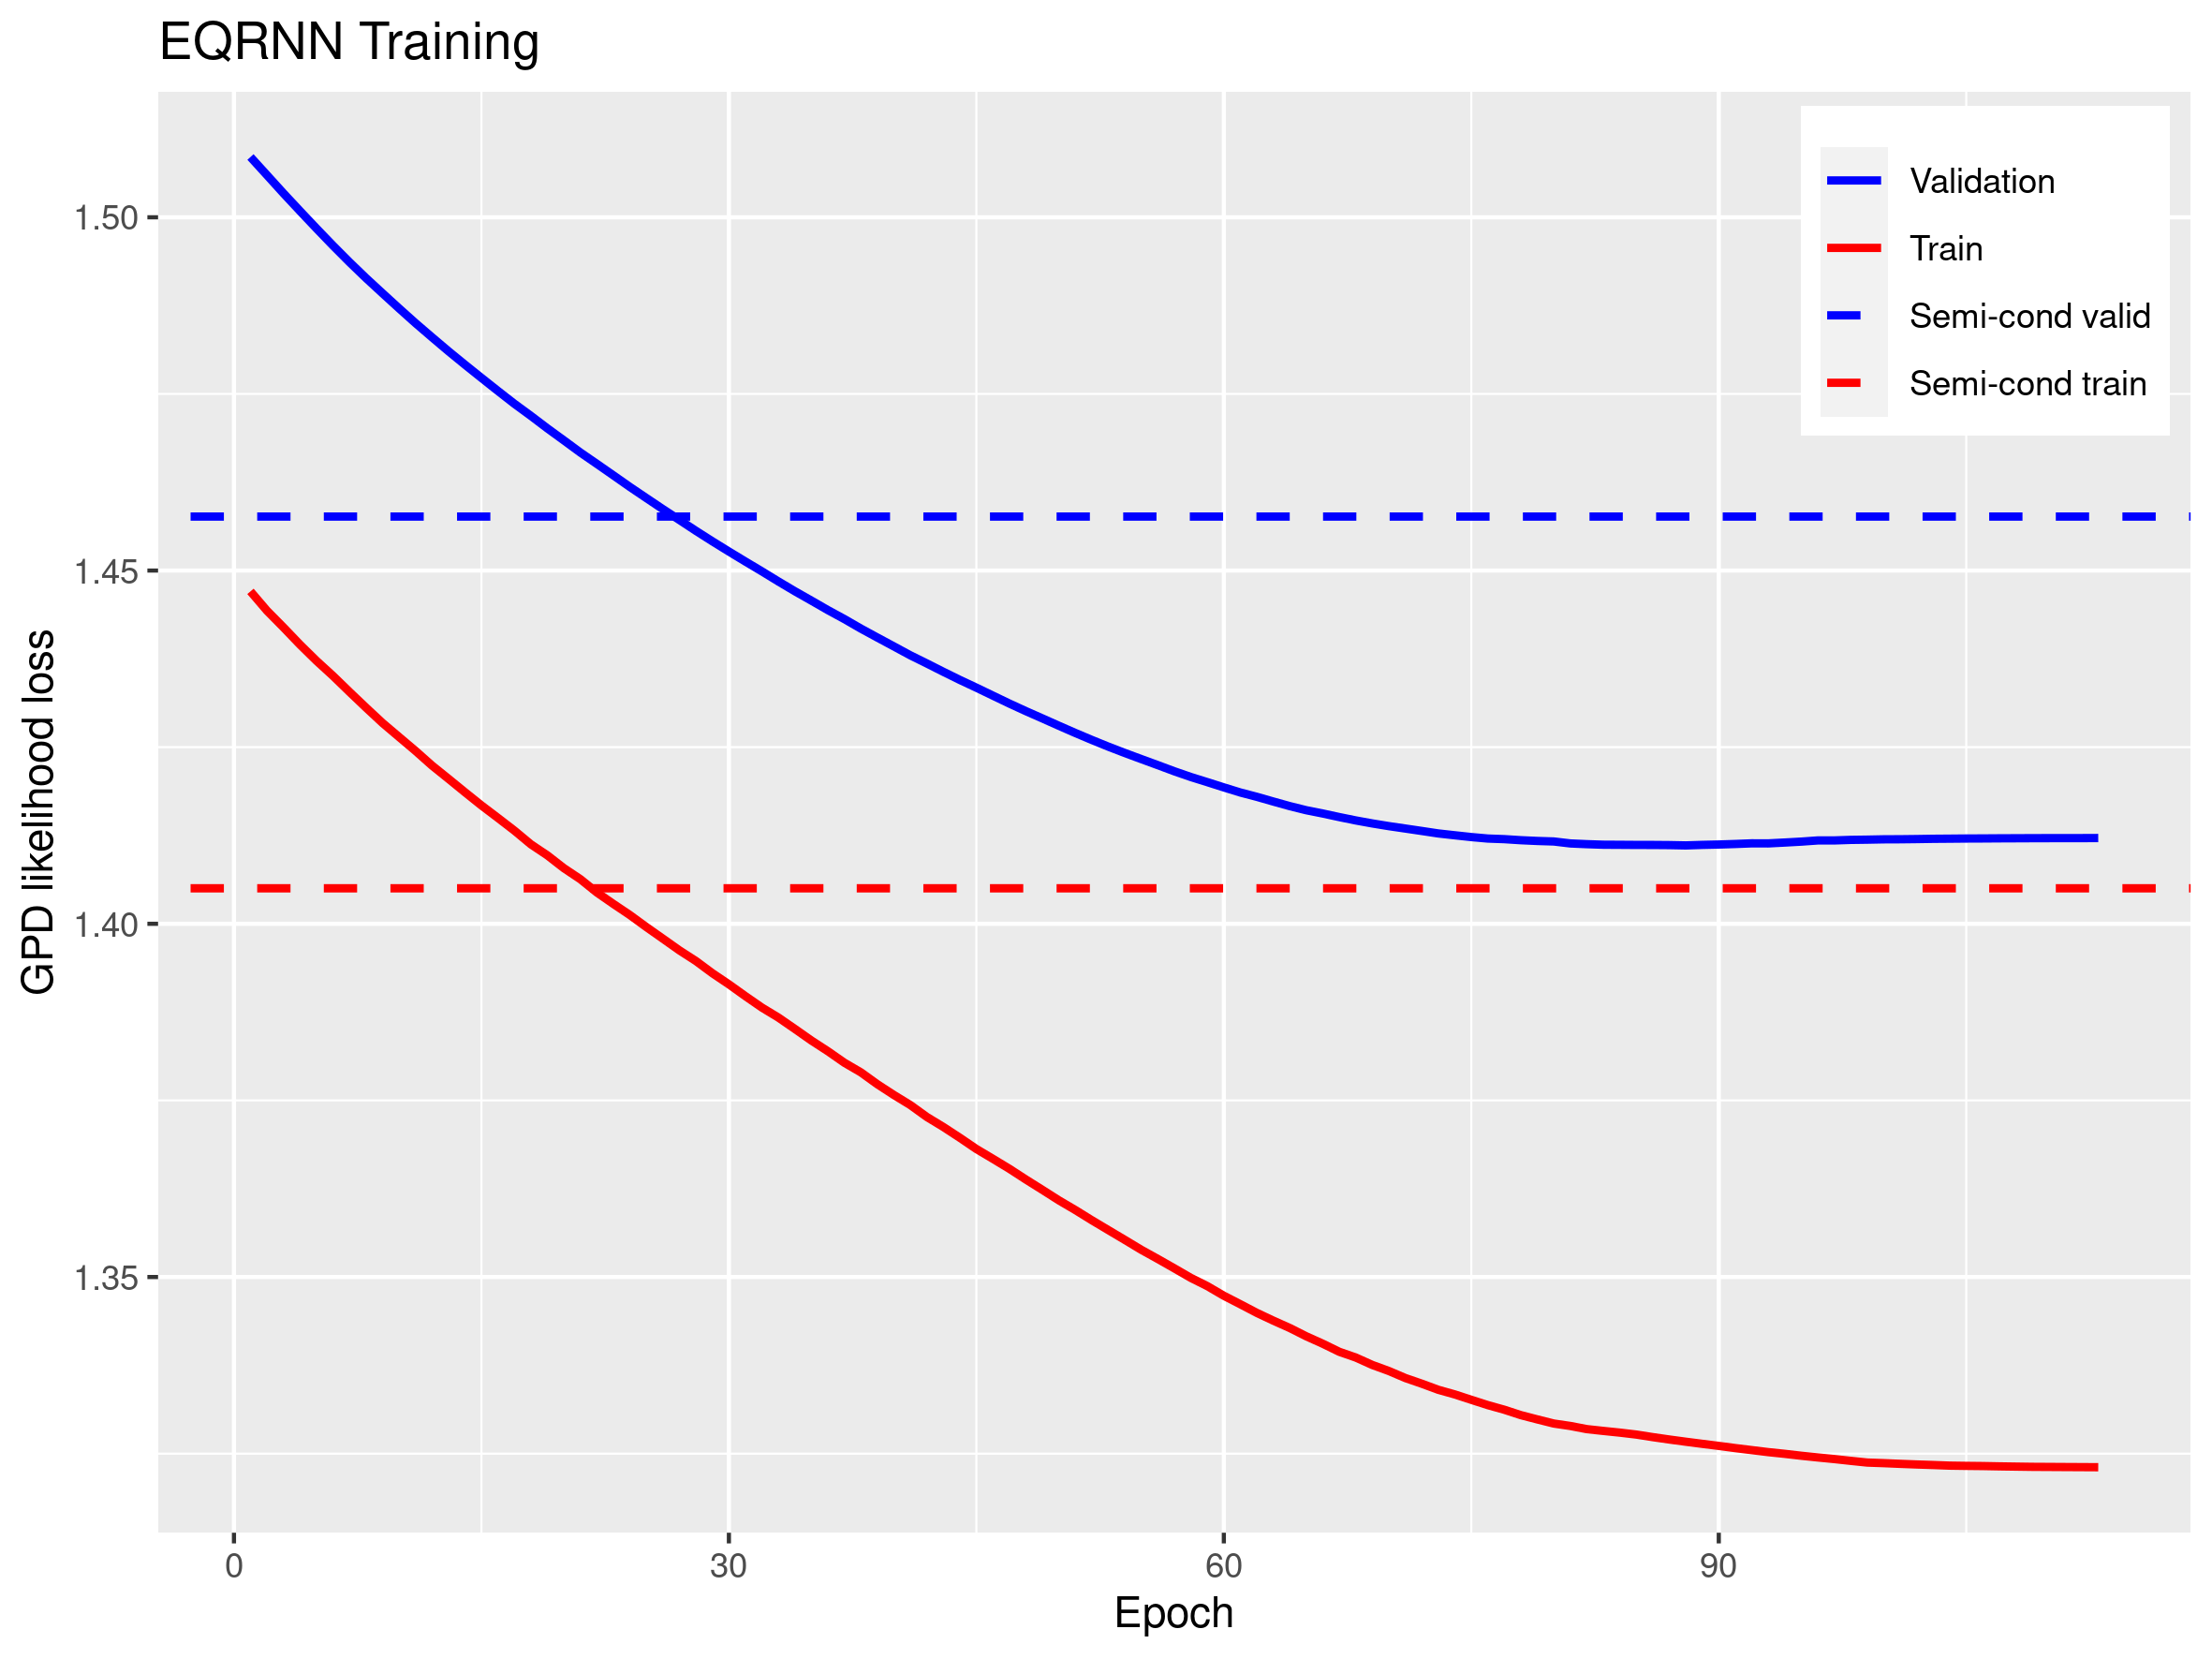 EQRNN Training
Validation
Train
Semi-cond valid
Semi-cond train
GPD likelihood loss
1.50
1.45
1.40
1.35
0 30 60 90
Epoch